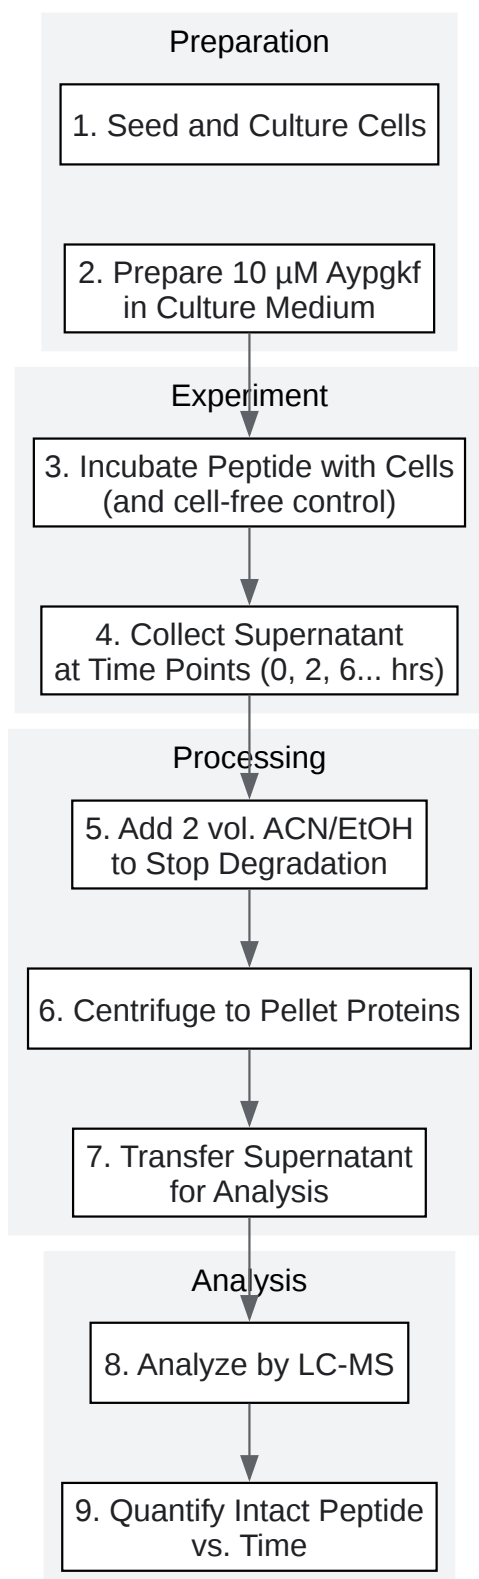 Preparation
1. Seed and Culture Cells
2. Prepare 10 µM Aypgkf
in Culture Medium
Experiment
3. Incubate Peptide with Cells
(and cell-free control)
4. Collect Supernatant
at Time Points (0, 2, 6... hrs)
Processing
5. Add 2 vol. ACN/EtOH
to Stop Degradation
6. Centrifuge to Pellet Proteins
7. Transfer Supernatant
for Analysis
Analysis
8. Analyze by LC-MS
9. Quantify Intact Peptide
vs. Time